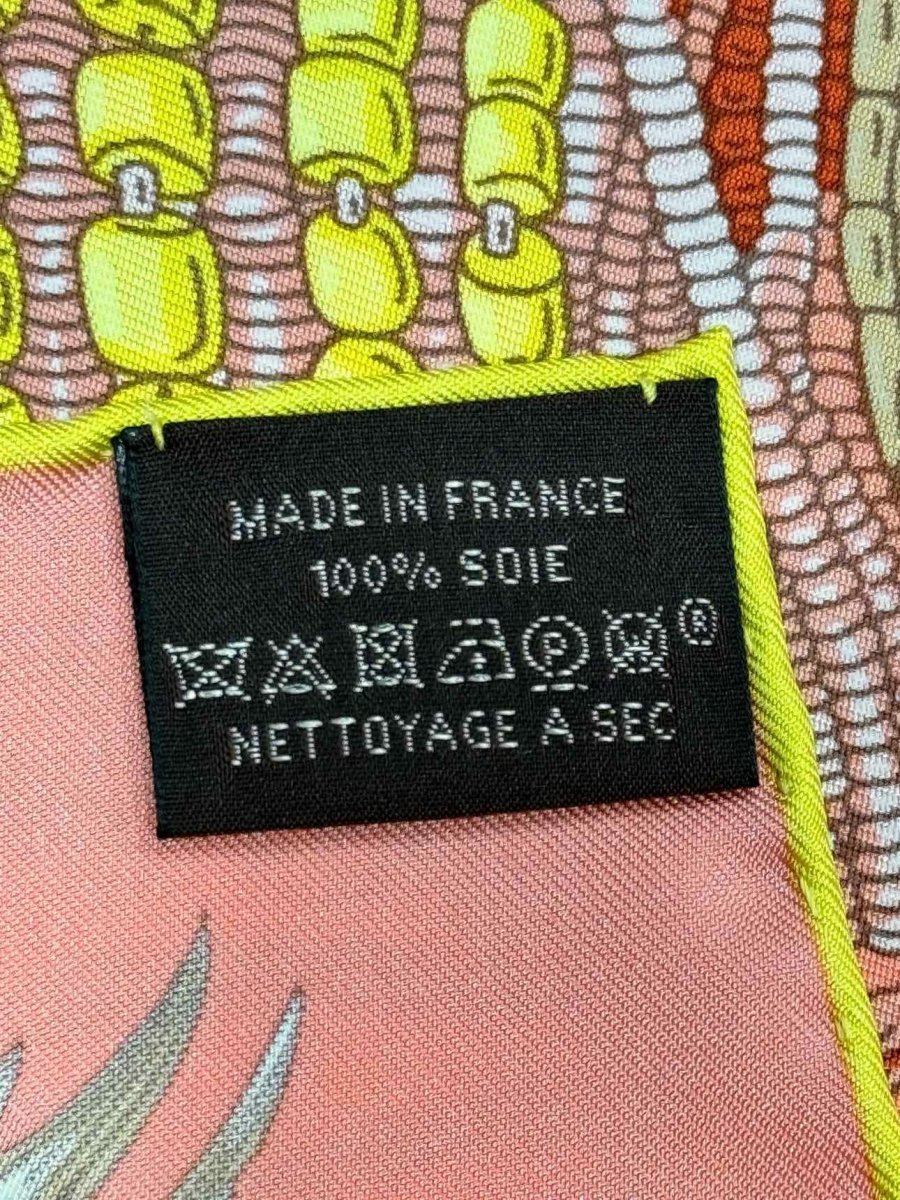 MADE IN FRANCE
100% SOIE
P W ®
NETTOYAGE A SEC